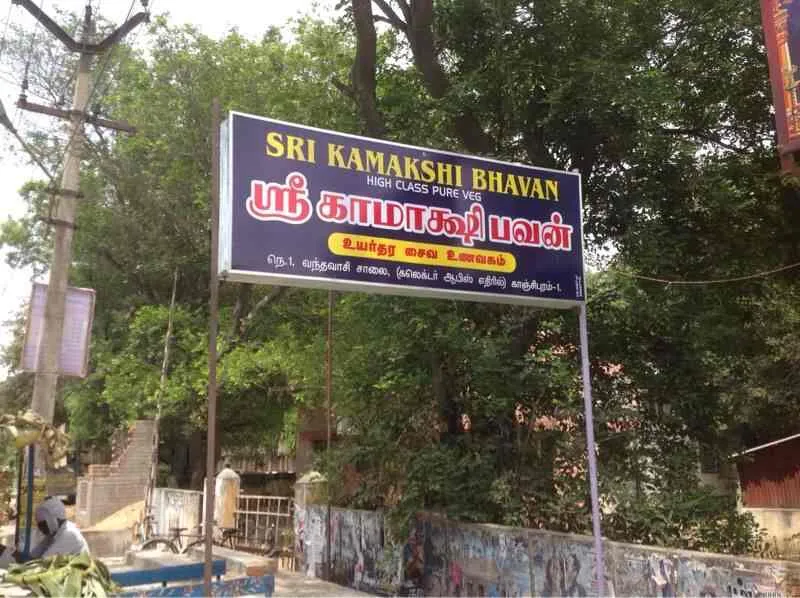 SRI KAMAKSHI BHAVAN
HIGH CLASS PURE VEG
ஸ்ரீ காமாக்ஷி பவன்
உயர்தர சைவ உணவகம்
நெ.1, வந்தவாசி சாலை, (கலெக்டர் ஆபிஸ் எதிரில்) காஞ்சிபுரம்-1.